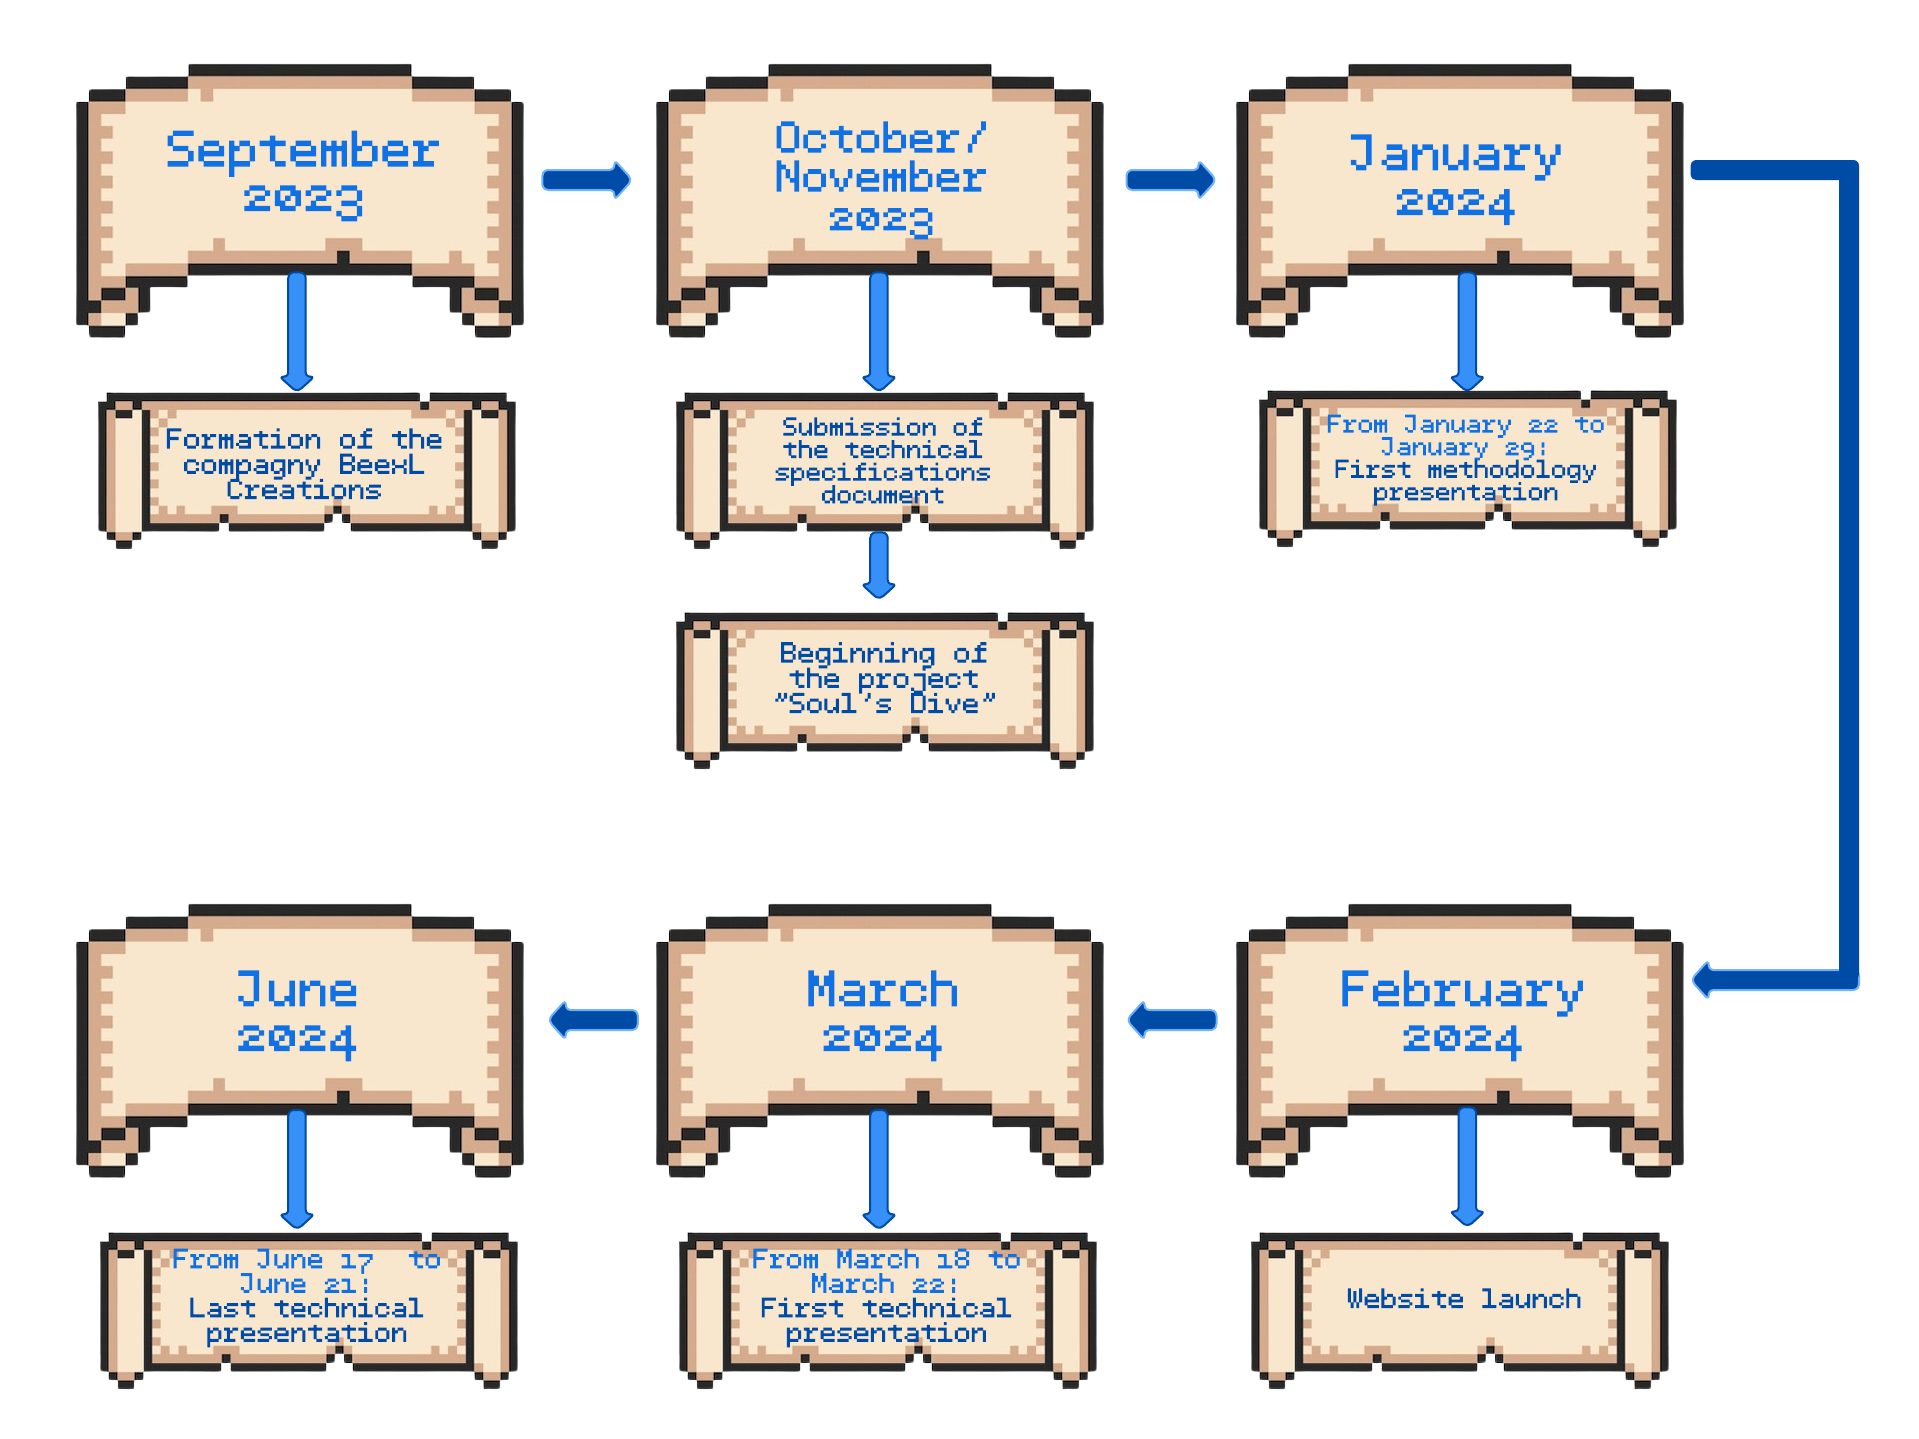 September
2023
Formation of the
compagny BeexL
Creations
October/
November
2023
Submission of
the technical
specifications
document
Beginning of
the project
"Soul's Dive"
January
2024
From January 22 to
January 29:
First methodology
presentation
February
2024
Website launch
March
2024
From March 18 to
March 22:
First technical
presentation
June
2024
From June 17 to
June 21:
Last technical
presentation